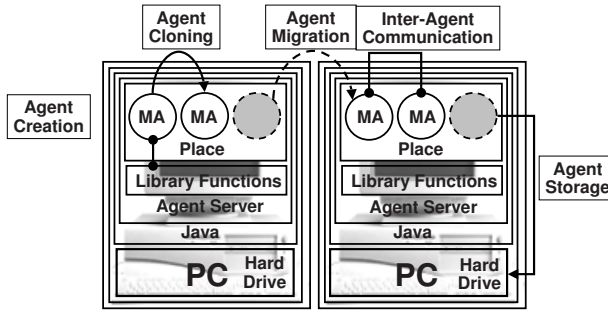 Agent
Cloning
Agent
Migration
Inter-Agent
Communication
Agent
Creation
MA
MA
Place
Library Functions
Agent Server
Java
PC
Hard
Drive
MA
MA
Place
Library Functions
Agent Server
Java
PC
Hard
Drive
Agent
Storage